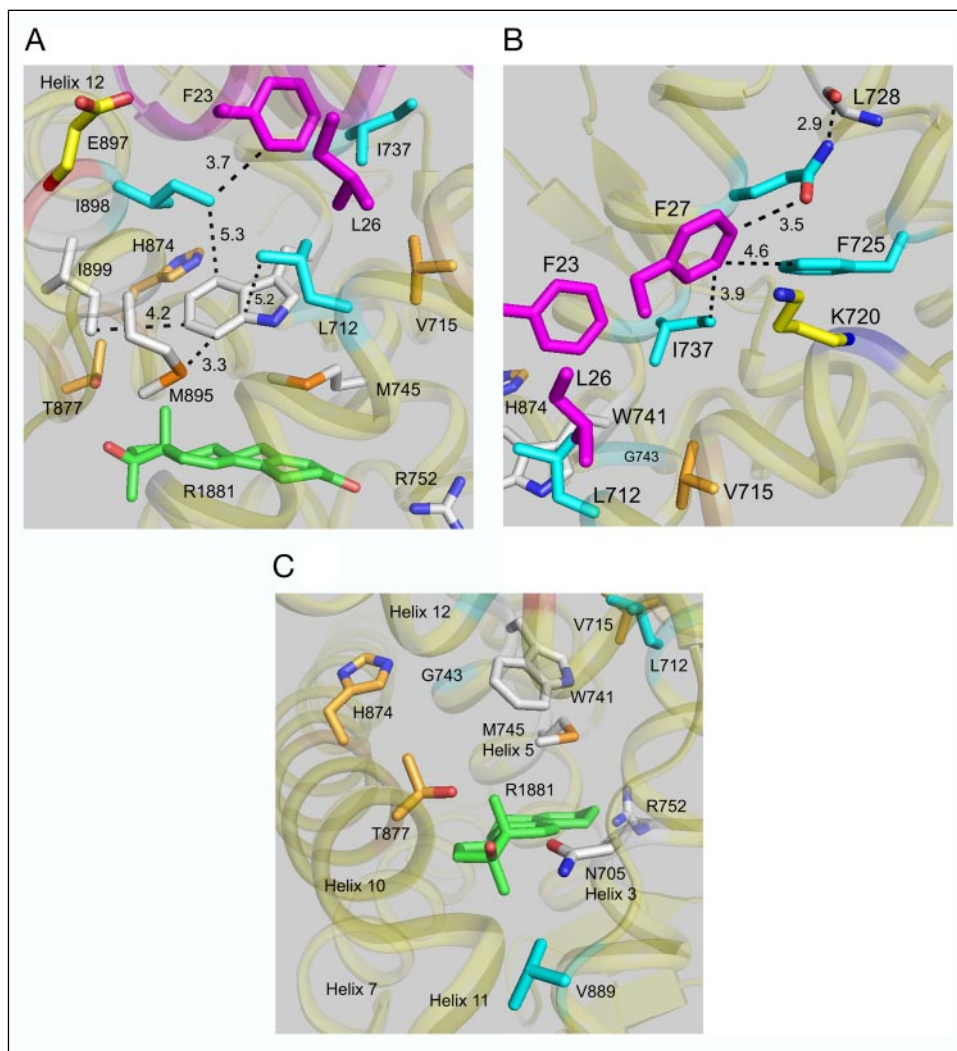 A
Helix 12
F23
E897
I737
3.7
I898
L26
5.3
H874
I899
5.2
4.2
L712
V715
3.3
T877
M895
M745
R1881
R752
B
L728
2.9
F27
3.5
4.6
F725
F23
3.9
K720
I737
L26
H874
W741
G743
V715
L712
C
Helix 12
V715
G743
L712
H874
W741
M745
Helix 5
R1881
R752
T877
N705
Helix 10
Helix 3
Helix 7
Helix 11
V889